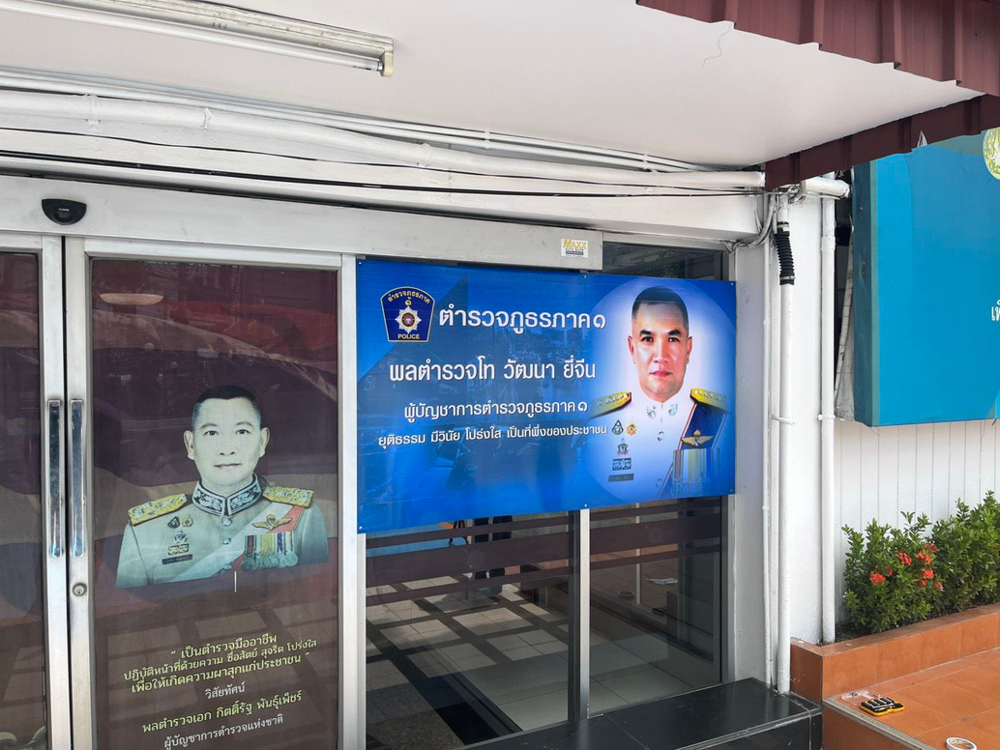 MAXX
ตำรวจภูธรภาค
๑
POLICE
ตำรวจภูธรภาค ๑
พลตำรวจโท วัฒนา ยี่จีน
ผู้บัญชาการตำรวจภูธรภาค ๑
ยุติธรรม มีวินัย โปร่งใส เป็นที่พึ่งของประชาชน
“ เป็นตำรวจมืออาชีพ
ปฏิบัติหน้าที่ด้วยความ ซื่อสัตย์ สุจริต โปร่งใส
เพื่อให้เกิดความผาสุกแก่ประชาชน ”
วิสัยทัศน์
พลตำรวจเอก กิตติ์รัฐ พันธุ์เพ็ชร์
ผู้บัญชาการตำรวจแห่งชาติ